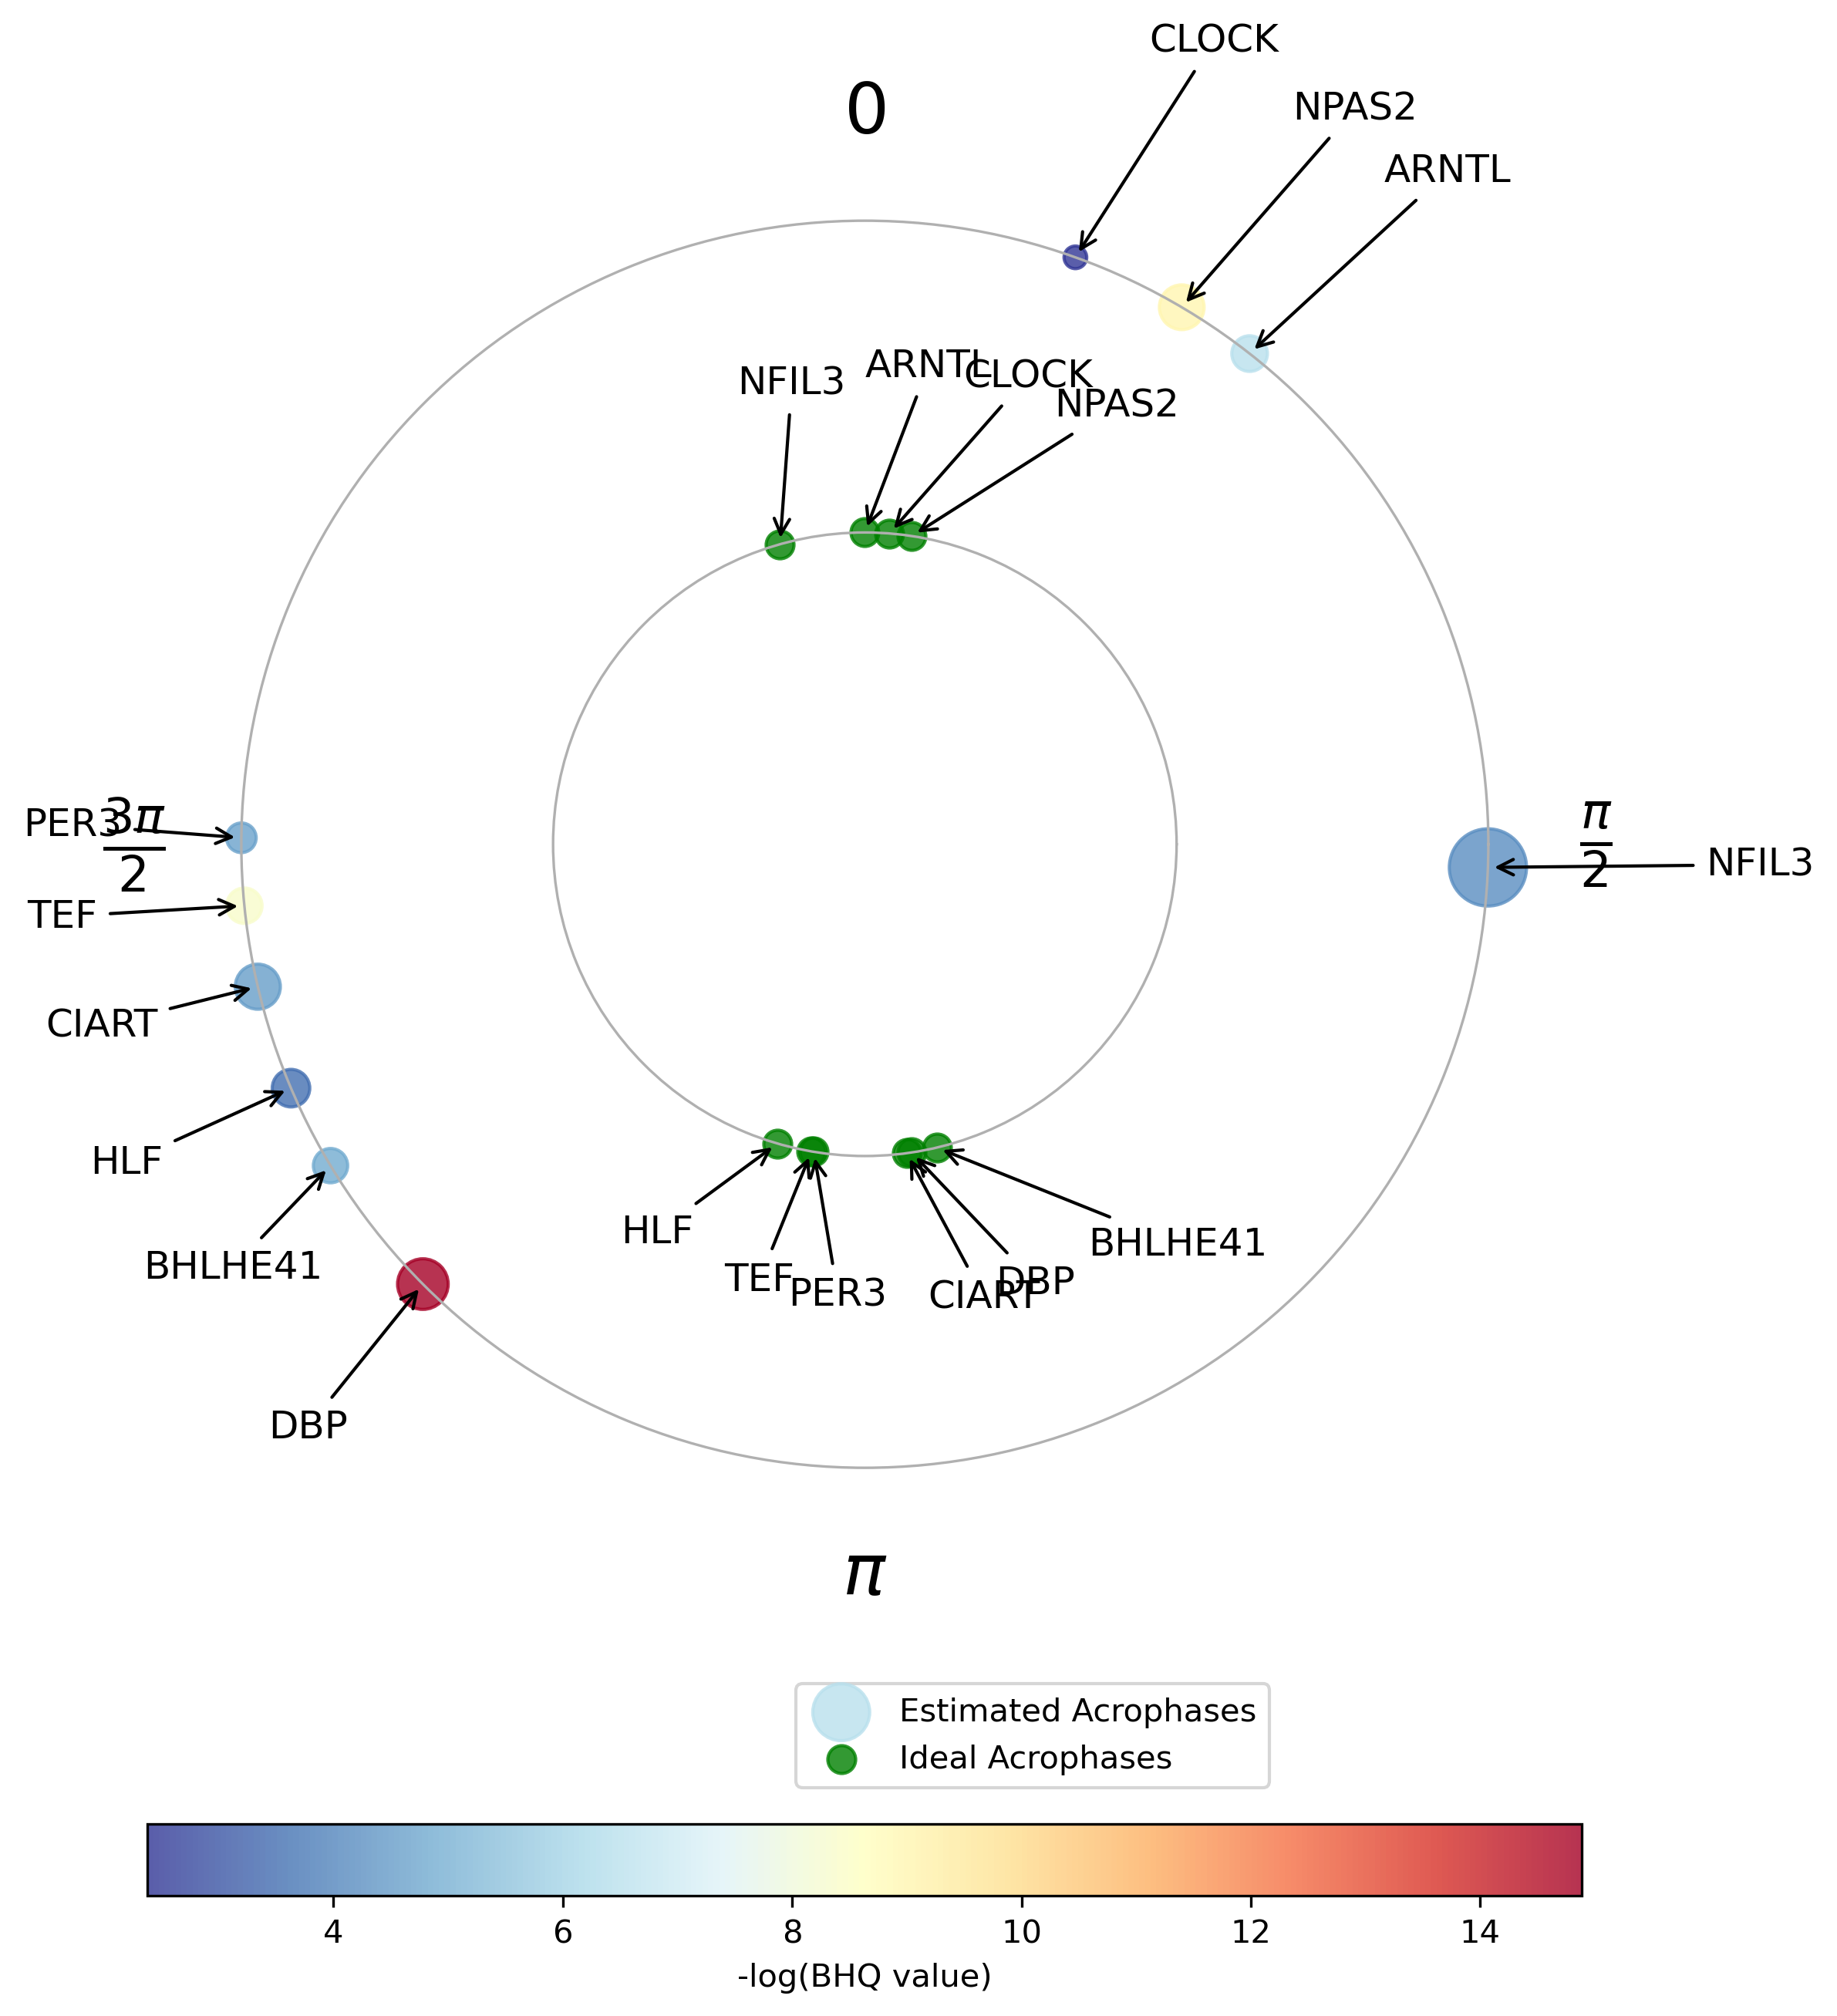 CLOCK
0
NPAS2
ARNTL
ARNTL
CLOCK
NFIL3
NPAS2
PER3
3π
2
π
2
NFIL3
TEF
CIART
HLF
HLF
BHLHE41
BHLHE41
TEF
PER3
CIART
DBP
DBP
π
Estimated Acrophases
Ideal Acrophases
4 6 8 10 12 14
-log(BHQ value)